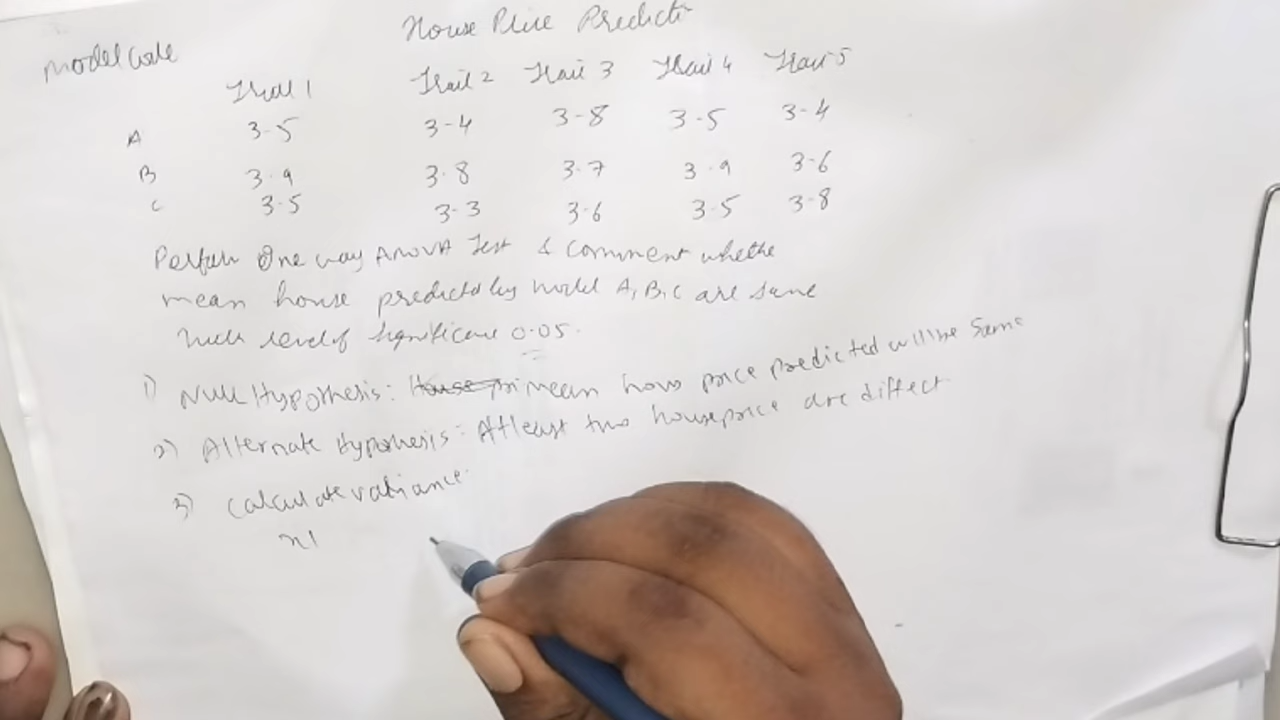 House Price Predicti
Model Code
Trail 1 Trail 2 Trail 3 Trail 4 Trail 5
A 3-5 3-4 3-8 3-5 3-4
B 3.9 3.8 3-7 3.9 3-6
C 3-5 3-3 3-6 3-5 3-8
Perform One way ANOVA Test & Comment whethe
mean house predicted by model A, B, C are same
level of significance 0.05.
1) Null Hypothesis: mean price predicted will be same
2) Alternate Hypothesis: Atleast two houseprice are diffect
3) Calculate variance
x1